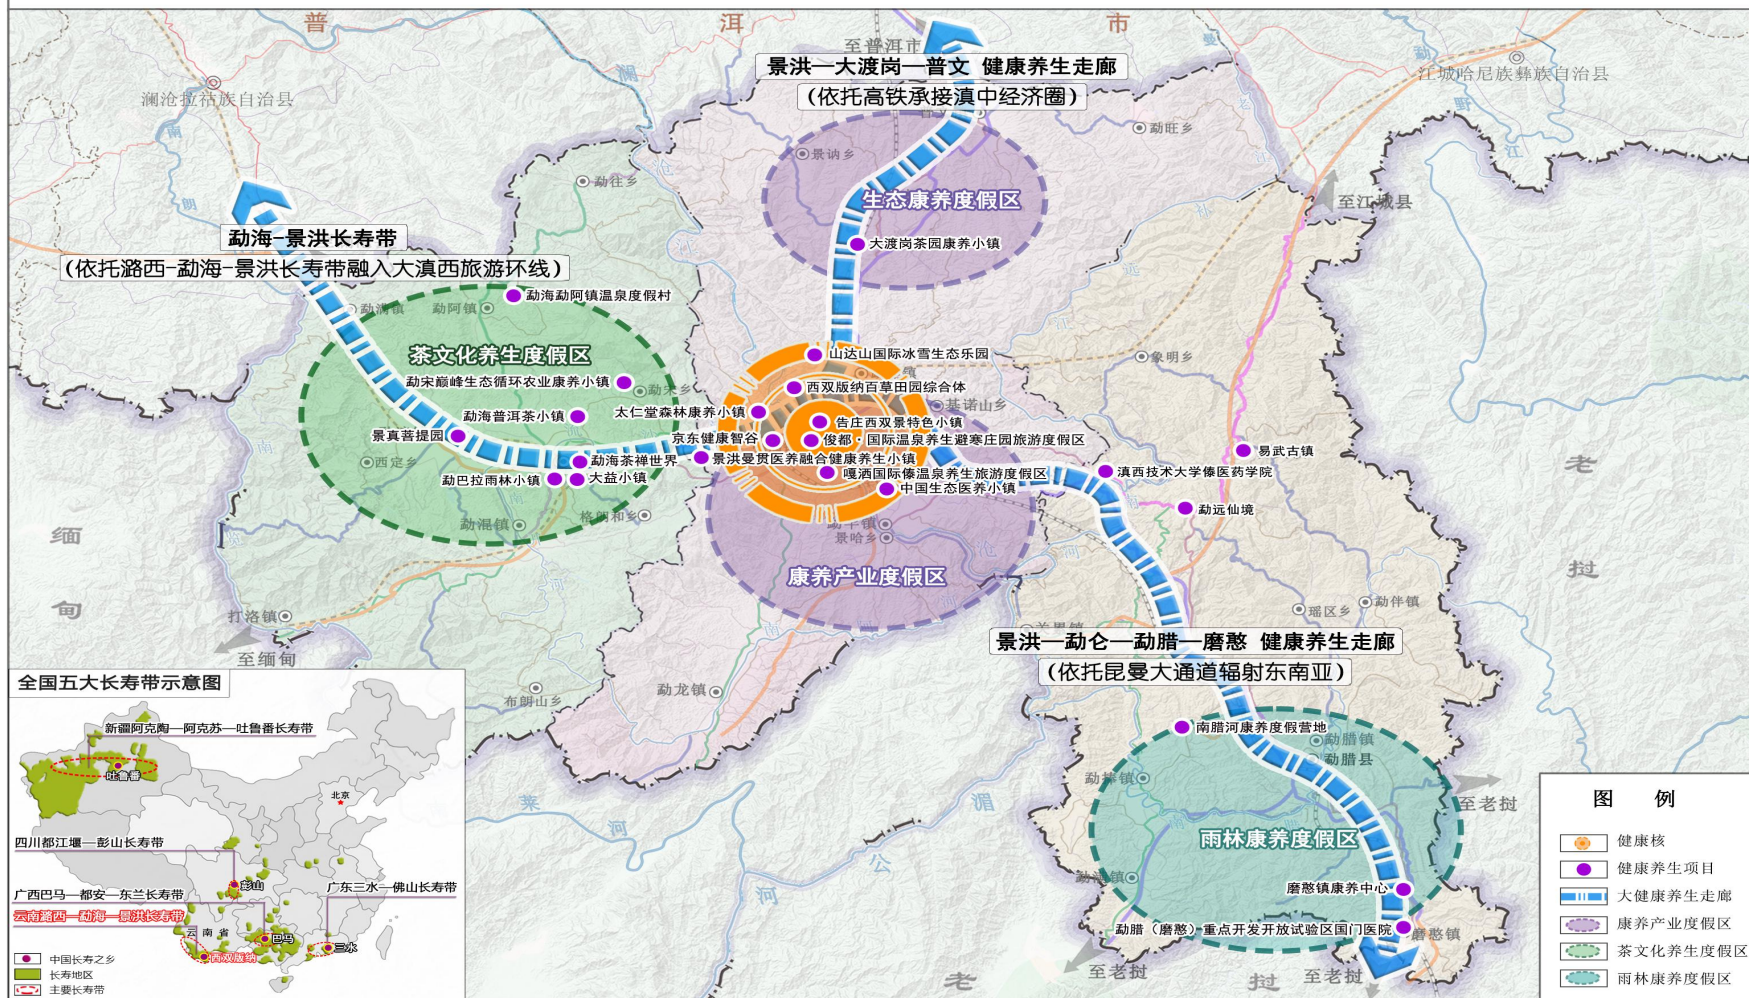 普 洱 市
至普洱市
景洪—大渡岗—普文 健康养生走廊
(依托高铁承接滇中经济圈)
澜沧拉祜族自治县
江城哈尼族彝族自治县
澜
沧
江
南
朗
勐
野
江
曼
老
景讷乡
勐旺乡
勐往乡
生态康养度假区
至江城县
大渡岗茶园康养小镇
勐海-景洪长寿带
(依托潞西-勐海-景洪长寿带融入大滇西旅游环线)
勐海勐阿镇温泉度假村
勐满镇
勐阿镇
茶文化养生度假区
山达山国际冰雪生态乐园
象明乡
勐宋巅峰生态循环农业康养小镇
勐宋乡
西双版纳百草田园综合体
基诺山乡
勐海普洱茶小镇
太仁堂森林康养小镇
告庄西双景特色小镇
景真菩提园
京东健康智谷
俊都·国际温泉养生避寒庄园旅游度假区
易武古镇
西定乡
勐海茶禅世界
景洪曼贯医养融合健康养生小镇
滇西技术大学傣医药学院
勐巴拉雨林小镇
大益小镇
嘎洒国际傣温泉养生旅游度假区
中国生态医养小镇
勐远仙境
勐混镇
格朗和乡
景哈乡
康养产业度假区
缅
甸
老
挝
打洛镇
至缅甸
瑶区乡
勐伴镇
景洪—勐仑—勐腊—磨憨 健康养生走廊
(依托昆曼大通道辐射东南亚)
勐龙镇
布朗山乡
南腊河康养度假营地
勐腊镇
勐腊县
勐捧镇
至老挝
雨林康养度假区
磨憨镇康养中心
勐腊（磨憨）重点开发开放试验区国门医院
磨憨镇
至老挝
至老挝
老 挝
莱
河
湄
公
河
全国五大长寿带示意图
新疆阿克陶—阿克苏—吐鲁番长寿带
吐鲁番
北京
四川都江堰—彭山长寿带
彭山
广西巴马—都安—东兰长寿带
广东三水—佛山长寿带
云南潞西—勐海—景洪长寿带
云南省
巴马
三水
西双版纳
中国长寿之乡
长寿地区
主要长寿带
图 例
健康核
健康养生项目
大健康养生走廊
康养产业度假区
茶文化养生度假区
雨林康养度假区